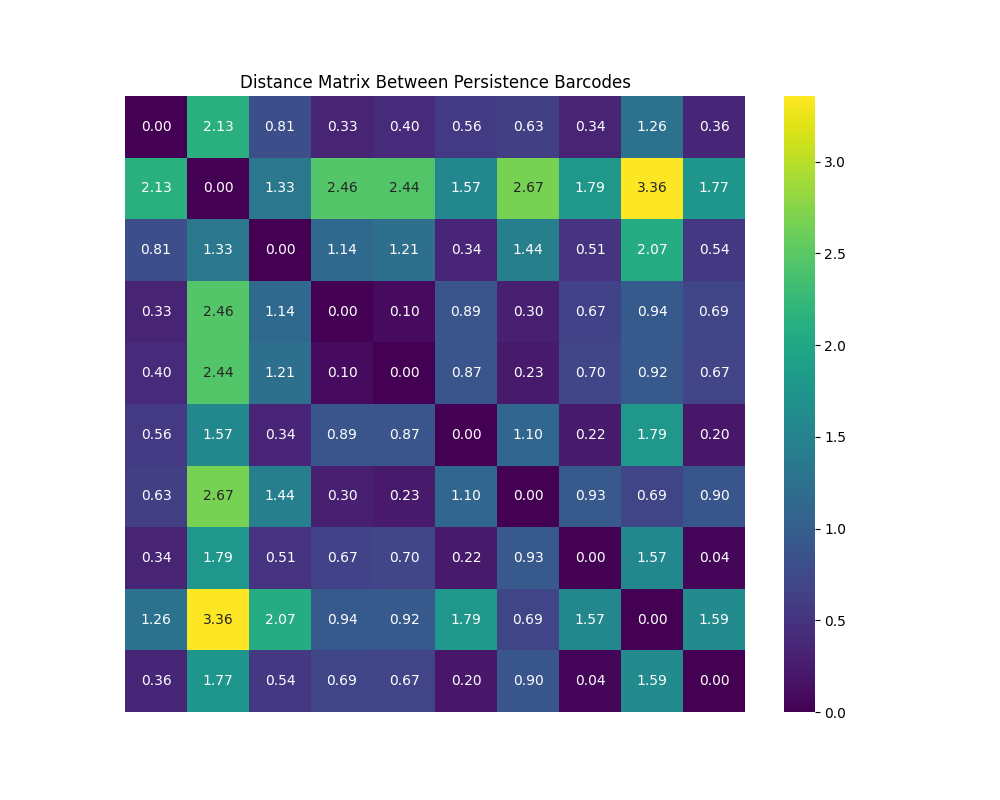 Distance Matrix Between Persistence Barcodes
0.00 2.13 0.81 0.33 0.40 0.56 0.63 0.34 1.26 0.36
2.13 0.00 1.33 2.46 2.44 1.57 2.67 1.79 3.36 1.77
0.81 1.33 0.00 1.14 1.21 0.34 1.44 0.51 2.07 0.54
0.33 2.46 1.14 0.00 0.10 0.89 0.30 0.67 0.94 0.69
0.40 2.44 1.21 0.10 0.00 0.87 0.23 0.70 0.92 0.67
0.56 1.57 0.34 0.89 0.87 0.00 1.10 0.22 1.79 0.20
0.63 2.67 1.44 0.30 0.23 1.10 0.00 0.93 0.69 0.90
0.34 1.79 0.51 0.67 0.70 0.22 0.93 0.00 1.57 0.04
1.26 3.36 2.07 0.94 0.92 1.79 0.69 1.57 0.00 1.59
0.36 1.77 0.54 0.69 0.67 0.20 0.90 0.04 1.59 0.00
3.0
2.5
2.0
1.5
1.0
0.5
0.0